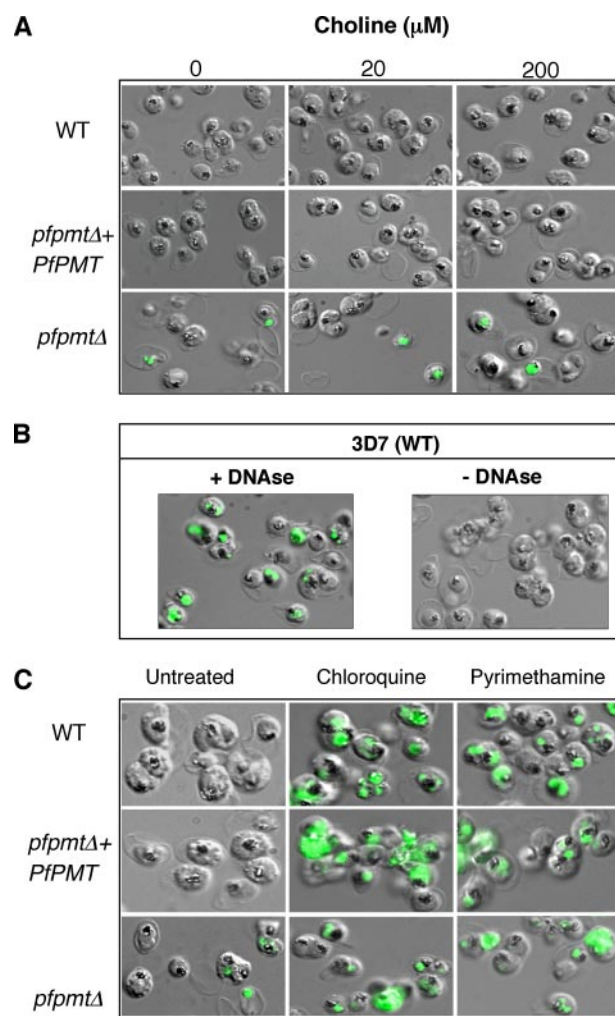 A
Choline (µM)
0 20 200
WT
pfpmtΔ+
PfPMT
pfpmtΔ
B
3D7 (WT)
+ DNAse - DNAse
C
Untreated Chloroquine Pyrimethamine
WT
pfpmtΔ+
PfPMT
pfpmtΔ